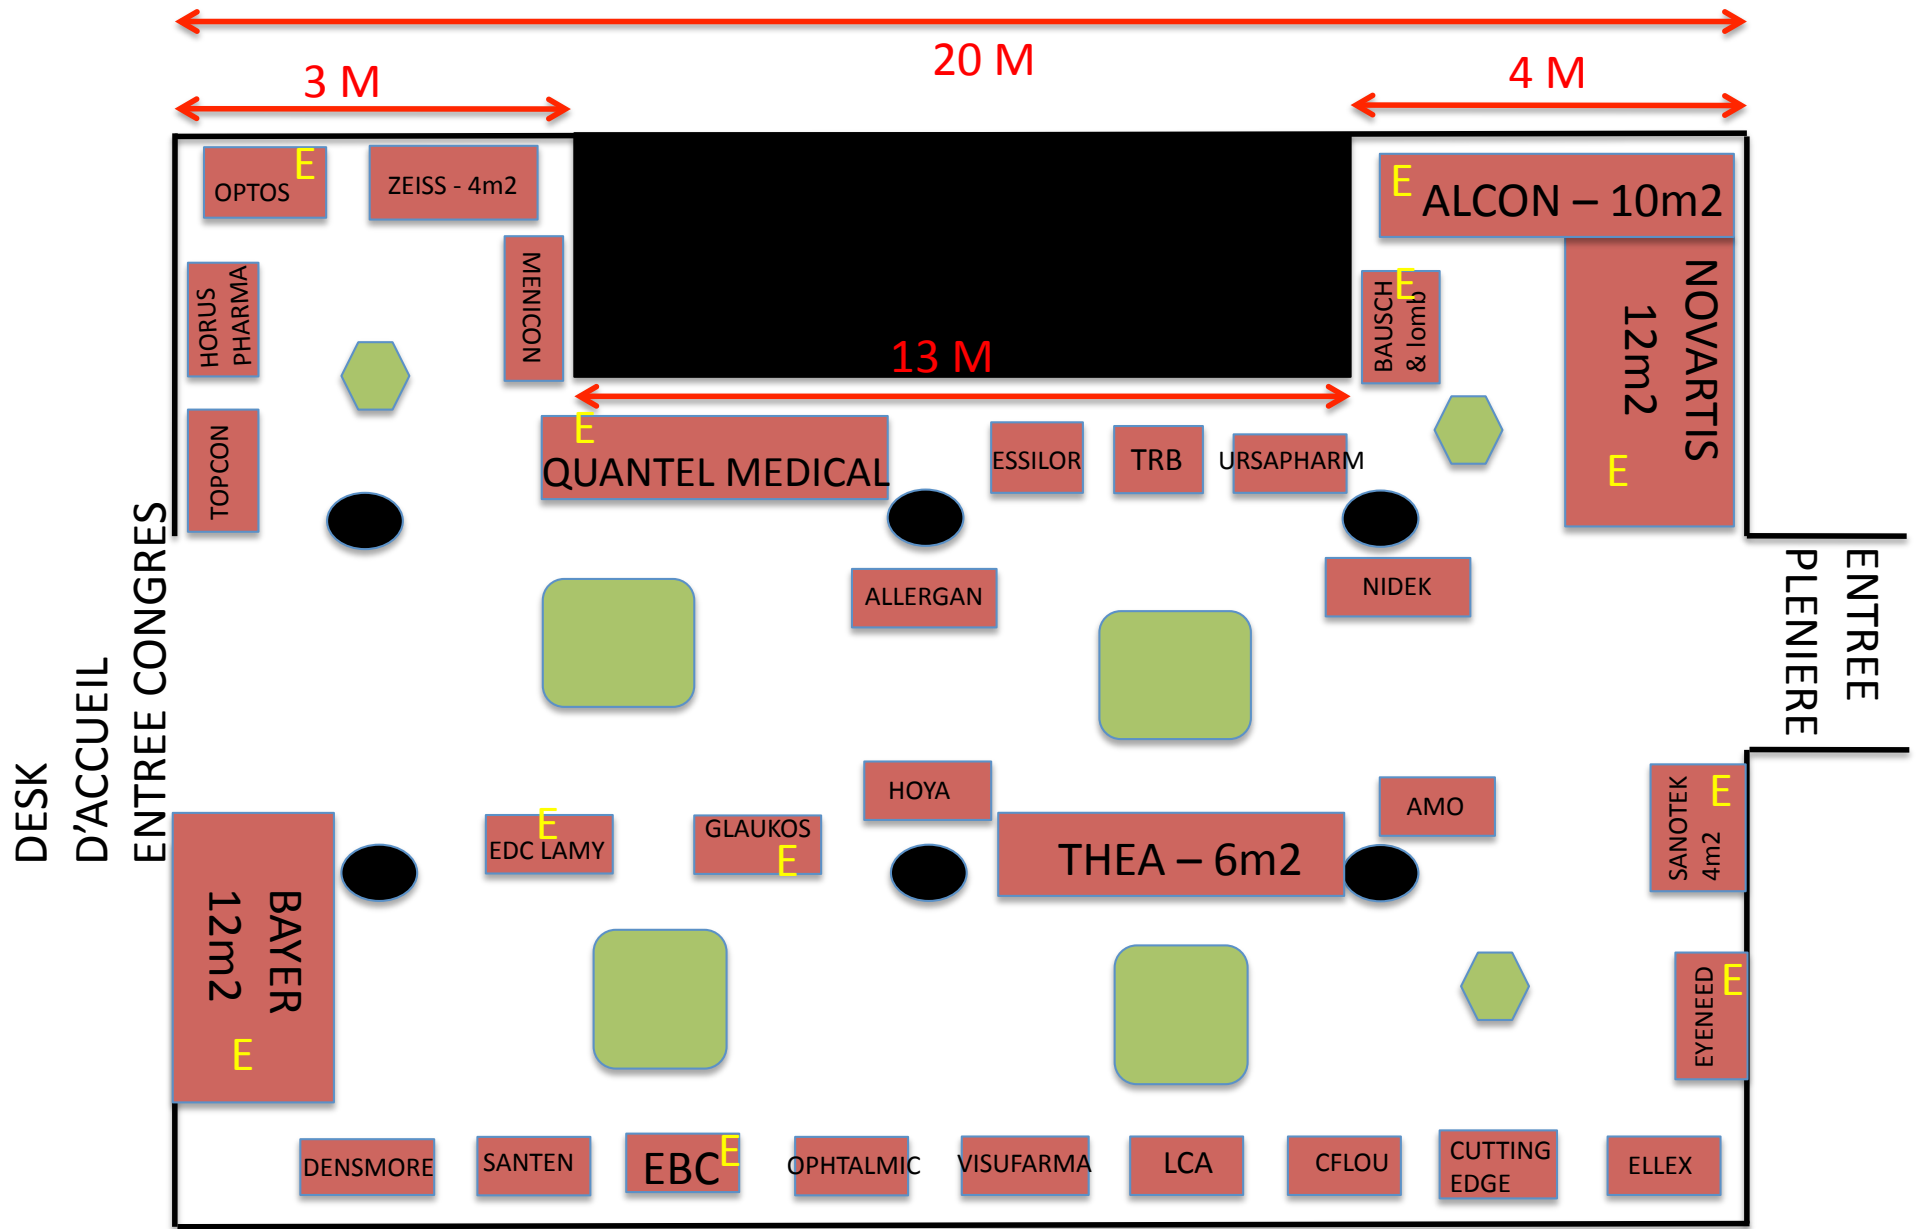 20 M
3 M
4 M
E
OPTOS
ZEISS - 4m2
E
ALCON – 10m2
HORUS
PHARMA
MENICON
E
BAUSCH
& lomb
NOVARTIS
12m2
E
13 M
TOPCON
E
QUANTEL MEDICAL
ESSILOR
TRB
URSAPHARM
ALLERGAN
NIDEK
DESK
D'ACCUEIL
ENTREE CONGRES
ENTREE
PLENIERE
HOYA
AMO
E
SANOTEK
4m2
E
EDC LAMY
GLAUKOS
E
THEA – 6m2
BAYER
12m2
E
E
EYENEED
DENSMORE
SANTEN
E
EBC
OPHTALMIC
VISUFARMA
LCA
CFLOU
CUTTING
EDGE
ELLEX